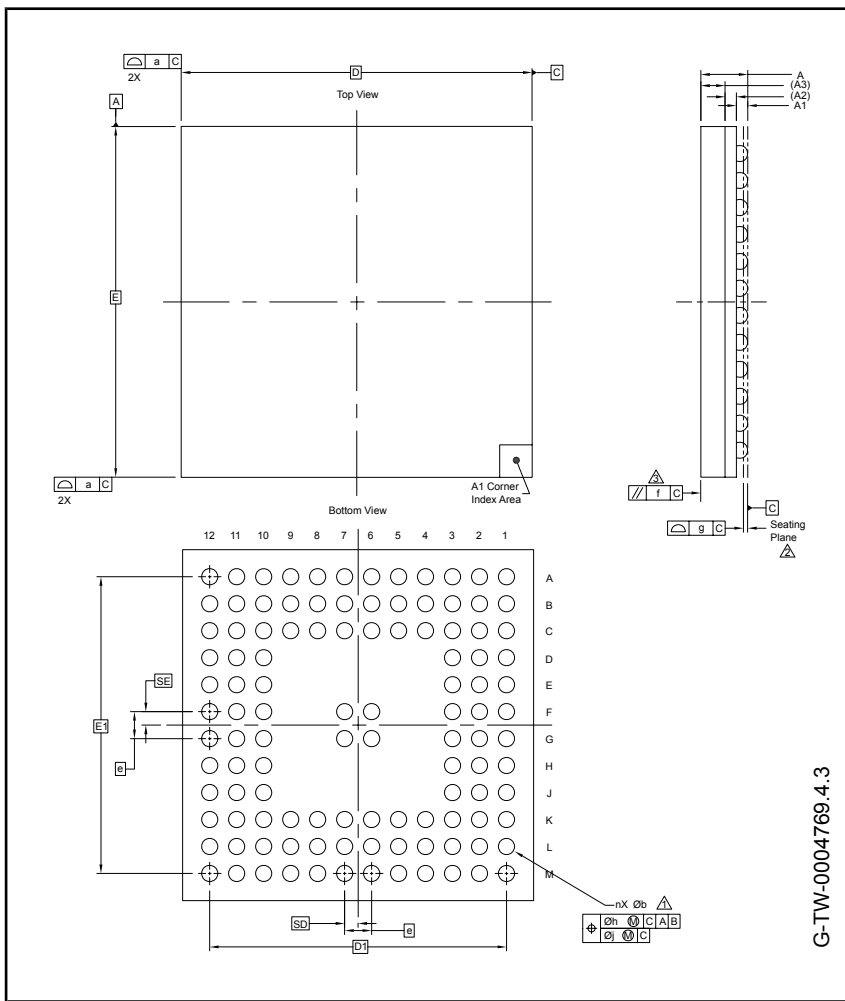 ⌓ a C
2X
D
C
A
Top View
E
⌓ a C
2X
A1 Corner
Index Area
A
(A3)
(A2)
A1
3
// f C
C
⌓ g C
Seating
Plane
2
Bottom View
12 11 10 9 8 7 6 5 4 3 2 1
A
B
C
D
E
F
G
H
J
K
L
M
SE
E1
e
SD
e
D1
nX Øb 1
⌖ Øh Ⓜ C A B
Øj Ⓜ C
G-TW-0004769.4.3